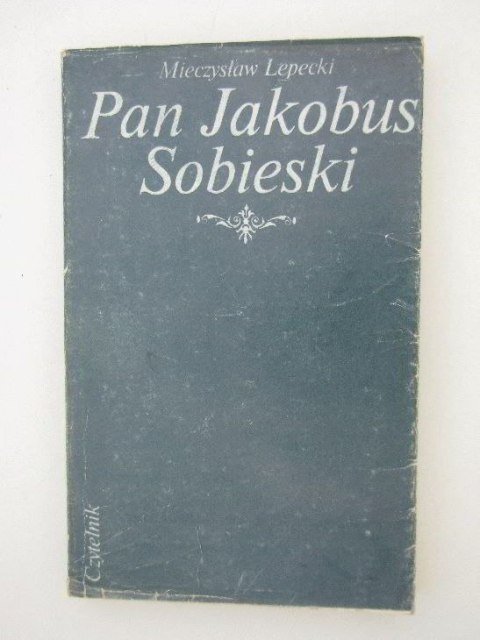 Mieczysław Lepecki
Pan Jakobus
Sobieski
Czytelnik